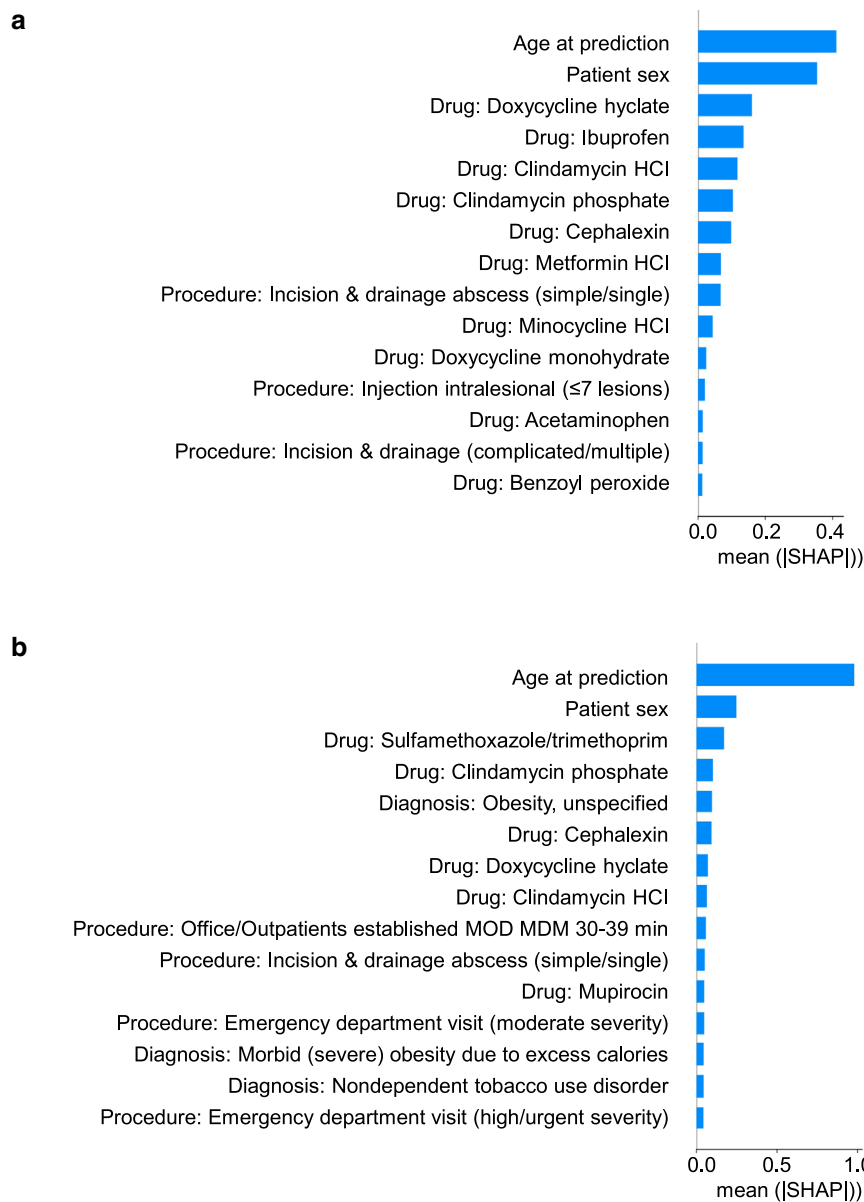 a
Age at prediction
Patient sex
Drug: Doxycycline hyclate
Drug: Ibuprofen
Drug: Clindamycin HCl
Drug: Clindamycin phosphate
Drug: Cephalexin
Drug: Metformin HCl
Procedure: Incision & drainage abscess (simple/single)
Drug: Minocycline HCl
Drug: Doxycycline monohydrate
Procedure: Injection intralesional (≤7 lesions)
Drug: Acetaminophen
Procedure: Incision & drainage (complicated/multiple)
Drug: Benzoyl peroxide
0.0 0.2 0.4
mean (|SHAP|))
b
Age at prediction
Patient sex
Drug: Sulfamethoxazole/trimethoprim
Drug: Clindamycin phosphate
Diagnosis: Obesity, unspecified
Drug: Cephalexin
Drug: Doxycycline hyclate
Drug: Clindamycin HCl
Procedure: Office/Outpatients established MOD MDM 30-39 min
Procedure: Incision & drainage abscess (simple/single)
Drug: Mupirocin
Procedure: Emergency department visit (moderate severity)
Diagnosis: Morbid (severe) obesity due to excess calories
Diagnosis: Nondependent tobacco use disorder
Procedure: Emergency department visit (high/urgent severity)
0.0 0.5 1.0
mean (|SHAP|))